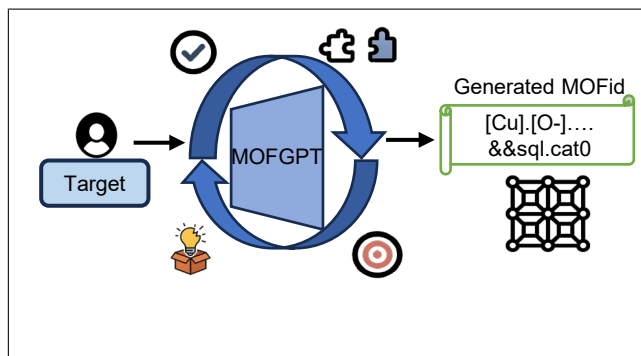 Target
MOFGPT
Generated MOFid
[Cu].[O-]....
&&sql.cat0